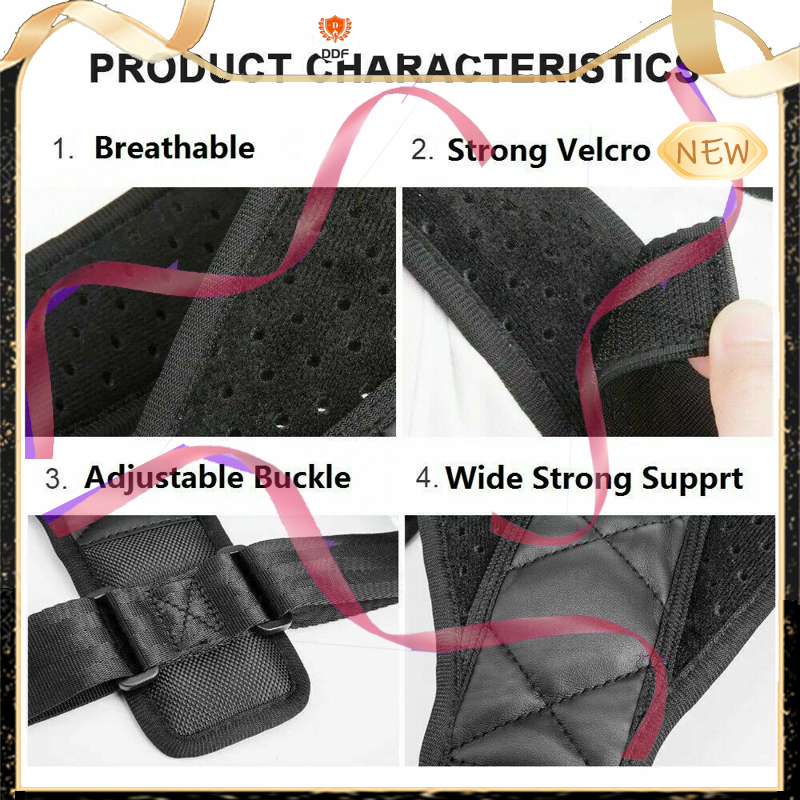 DDF
PRODUCT CHARACTERISTICS
1. Breathable
2. Strong Velcro
NEW
3. Adjustable Buckle
4. Wide Strong Supprt